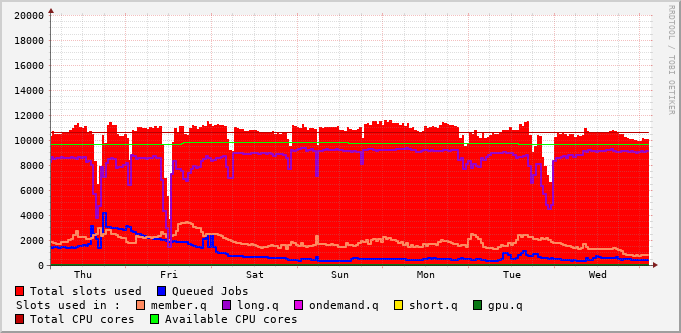 20000
18000
16000
14000
12000
10000
8000
6000
4000
2000
0
Thu Fri Sat Sun Mon Tue Wed
RRDTOOL / TOBI OETIKER
Total slots used Queued Jobs
Slots used in : member.q long.q ondemand.q short.q gpu.q
Total CPU cores Available CPU cores